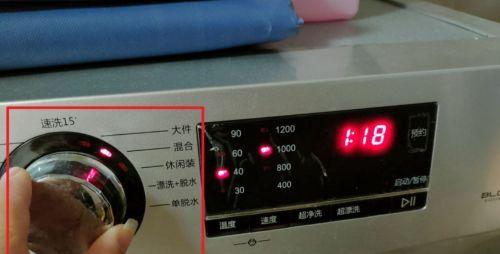 速洗15'
大件
混合
休闲装
漂洗+脱水
单脱水
90 1200
60 1000
40 800
30 400
1:18
预约
启动/暂停
温度 速度 超净洗 超漂洗
BL